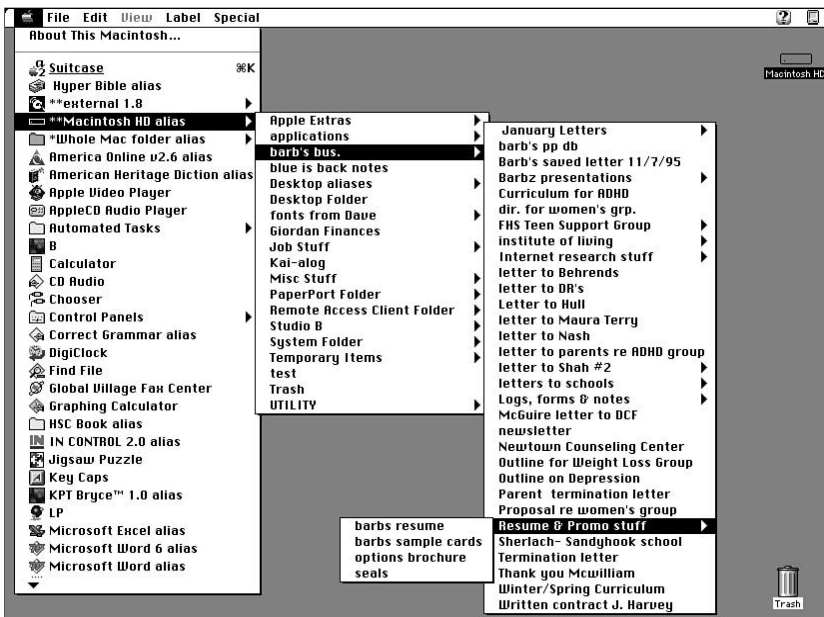 File Edit View Label Special
About This Macintosh...
Suitcase ⌘K
Hyper Bible alias
**external 1.8
**Macintosh HD alias
*Whole Mac folder alias
America Online v2.6 alias
American Heritage Diction alias
Apple Video Player
AppleCD Audio Player
Automated Tasks
B
Calculator
CD Audio
Chooser
Control Panels
Correct Grammar alias
DigiClock
Find File
Global Village Fax Center
Graphing Calculator
HSC Book alias
IN CONTROL 2.0 alias
Jigsaw Puzzle
Key Caps
KPT Bryce™ 1.0 alias
LP
Microsoft Excel alias
Microsoft Word 6 alias
Microsoft Word alias
Apple Extras
applications
barb's bus.
blue is back notes
Desktop aliases
Desktop Folder
fonts from Dave
Giordan Finances
Job Stuff
Kai-alog
Misc Stuff
PaperPort Folder
Remote Access Client Folder
Studio B
System Folder
Temporary Items
test
Trash
UTILITY
January Letters
barb's pp db
Barb's saved letter 11/7/95
Barbz presentations
Curriculum for ADHD
dir. for women's grp.
FHS Teen Support Group
institute of living
Internet research stuff
letter to Behrends
letter to DR's
Letter to Hull
letter to Maura Terry
letter to Nash
letter to parents re ADHD group
letter to Shah #2
letters to schools
Logs, forms & notes
McGuire letter to DCF
newsletter
Newtown Counseling Center
Outline for Weight Loss Group
Outline on Depression
Parent termination letter
Proposal re women's group
Resume & Promo stuff
Sherlach- Sandyhook school
Termination letter
Thank you Mcwilliam
Winter/Spring Curriculum
Written contract J. Harvey
barbs resume
barbs sample cards
options brochure
seals
Macintosh HD
Trash